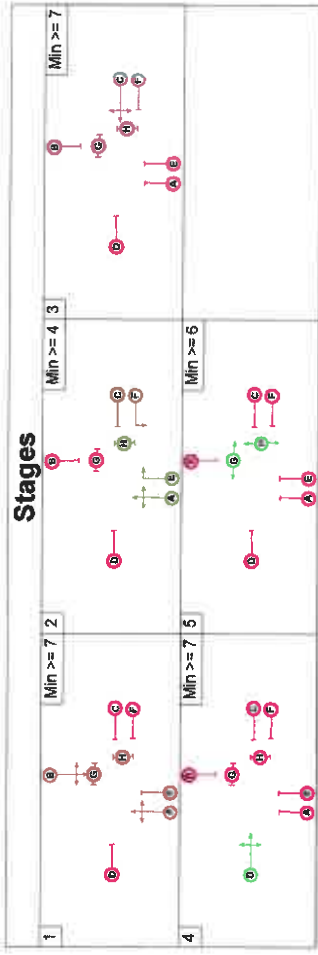 Stages
1
Min >= 7
B
G
H
C
F
D
2
Min >= 4
B
G
H
C
F
D
A
E
3
Min >= 7
B
G
H
C
F
D
A
E
4
Min >= 7
G
H
F
D
A
5
Min >= 6
G
C
F
D
A
E